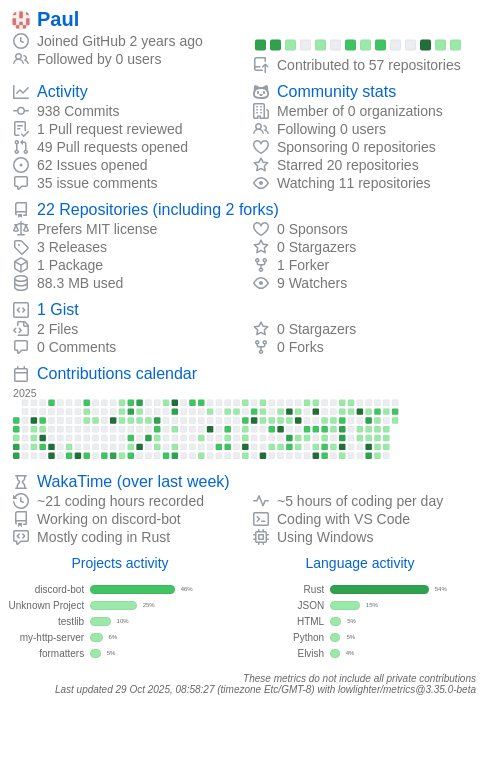 Paul
Joined GitHub 2 years ago
Followed by 0 users
Contributed to 57 repositories
Activity
938 Commits
1 Pull request reviewed
49 Pull requests opened
62 Issues opened
35 issue comments
Community stats
Member of 0 organizations
Following 0 users
Sponsoring 0 repositories
Starred 20 repositories
Watching 11 repositories
22 Repositories (including 2 forks)
Prefers MIT license
3 Releases
1 Package
88.3 MB used
0 Sponsors
0 Stargazers
1 Forker
9 Watchers
1 Gist
2 Files
0 Comments
0 Stargazers
0 Forks
Contributions calendar
2025
WakaTime (over last week)
~21 coding hours recorded
Working on discord-bot
Mostly coding in Rust
~5 hours of coding per day
Coding with VS Code
Using Windows
Projects activity
discord-bot 46%
Unknown Project 25%
testlib 10%
my-http-server 6%
formatters 5%
Language activity
Rust 54%
JSON 15%
HTML 5%
Python 5%
Elvish 4%
These metrics do not include all private contributions
Last updated 29 Oct 2025, 08:58:27 (timezone Etc/GMT-8) with lowlighter/metrics@3.35.0-beta